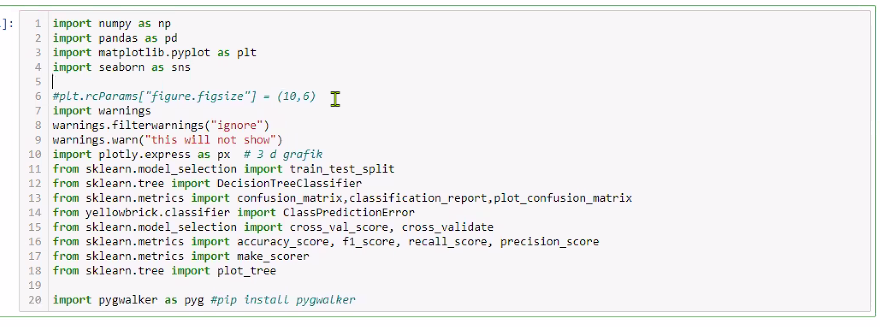 ]:
1 import numpy as np
2 import pandas as pd
3 import matplotlib.pyplot as plt
4 import seaborn as sns
5
6 #plt.rcParams["figure.figsize"] = (10,6)
7 import warnings
8 warnings.filterwarnings("ignore")
9 warnings.warn("this will not show")
10 import plotly.express as px  # 3 d grafik
11 from sklearn.model_selection import train_test_split
12 from sklearn.tree import DecisionTreeClassifier
13 from sklearn.metrics import confusion_matrix,classification_report,plot_confusion_matrix
14 from yellowbrick.classifier import ClassPredictionError
15 from sklearn.model_selection import cross_val_score, cross_validate
16 from sklearn.metrics import accuracy_score, f1_score, recall_score, precision_score
17 from sklearn.metrics import make_scorer
18 from sklearn.tree import plot_tree
19
20 import pygwalker as pyg #pip install pygwalker